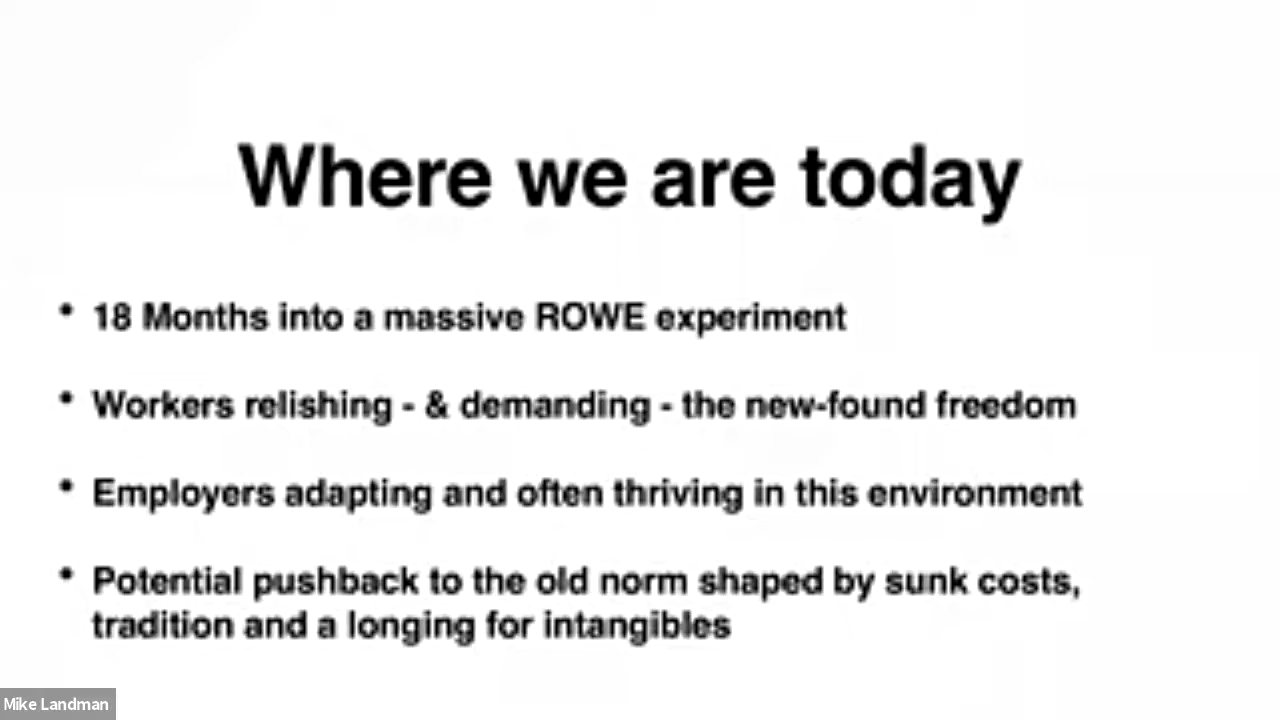 Where we are today
• 18 Months into a massive ROWE experiment
• Workers relishing - & demanding - the new-found freedom
• Employers adapting and often thriving in this environment
• Potential pushback to the old norm shaped by sunk costs,
tradition and a longing for intangibles
Mike Landman